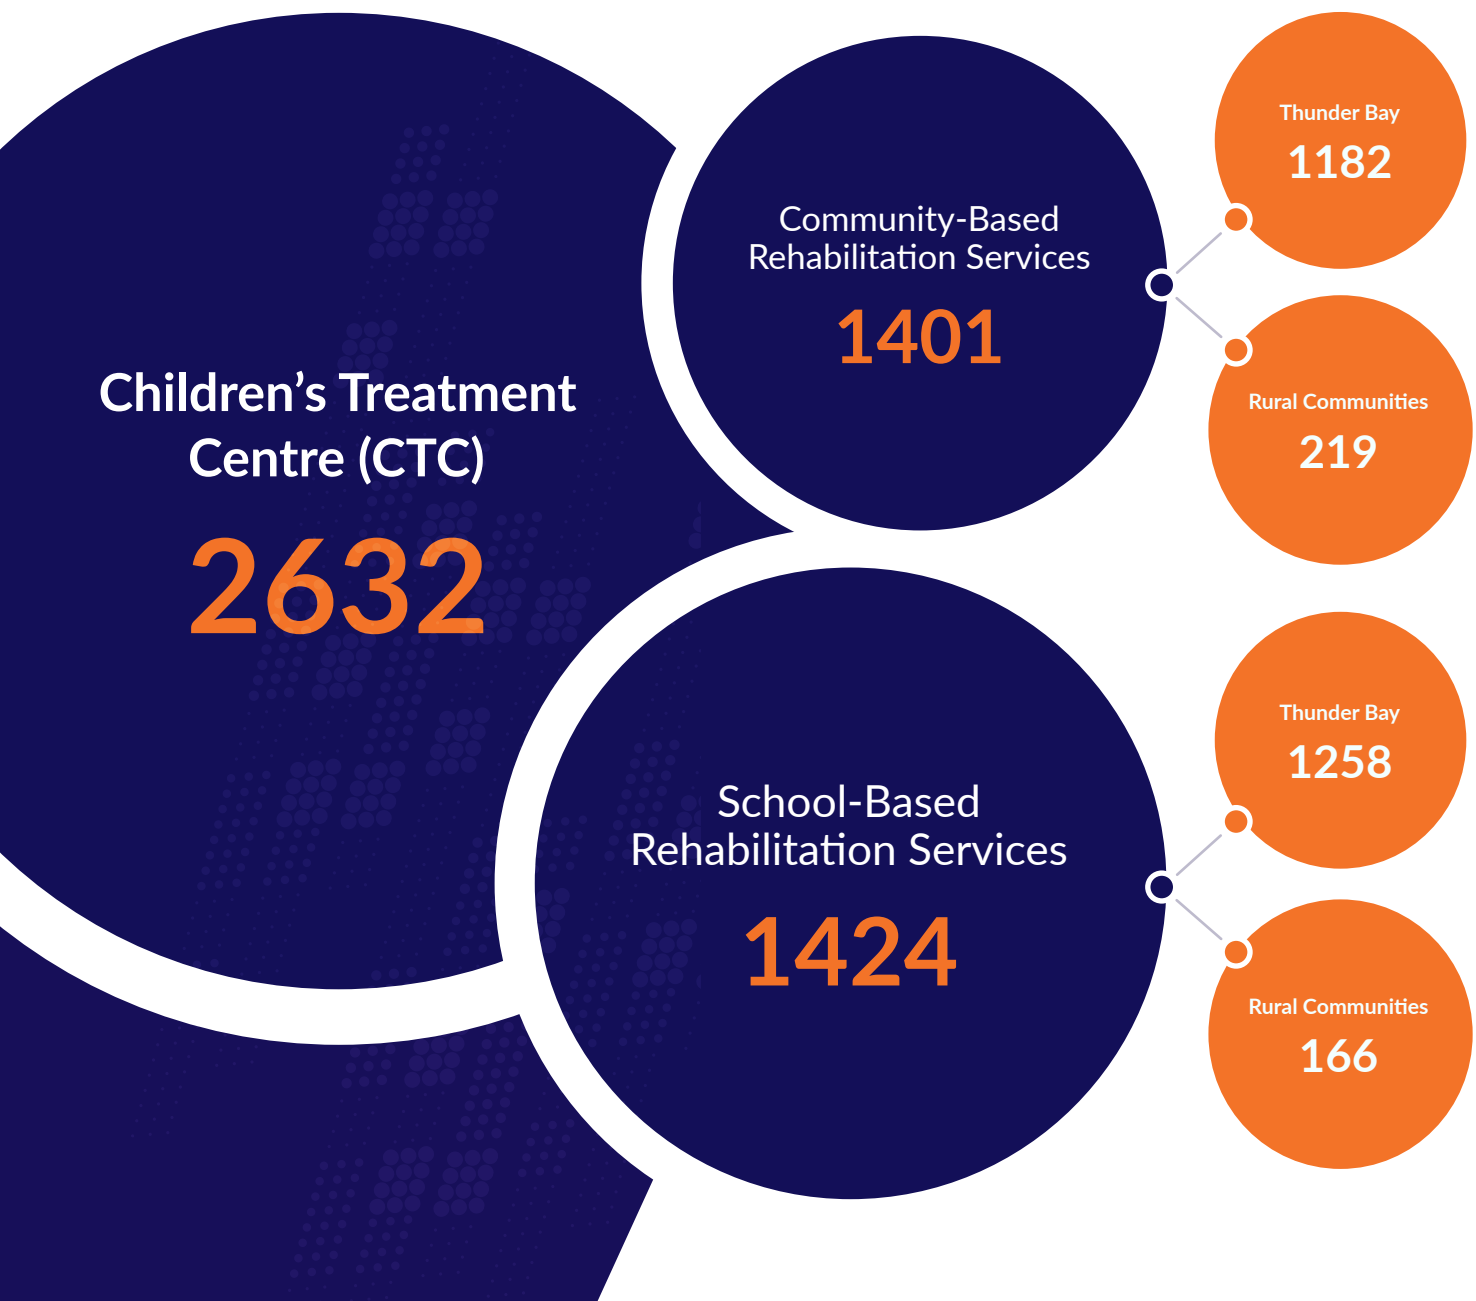 Children’s Treatment
Centre (CTC)
2632
Community-Based
Rehabilitation Services
1401
Thunder Bay
1182
Rural Communities
219
School-Based
Rehabilitation Services
1424
Thunder Bay
1258
Rural Communities
166